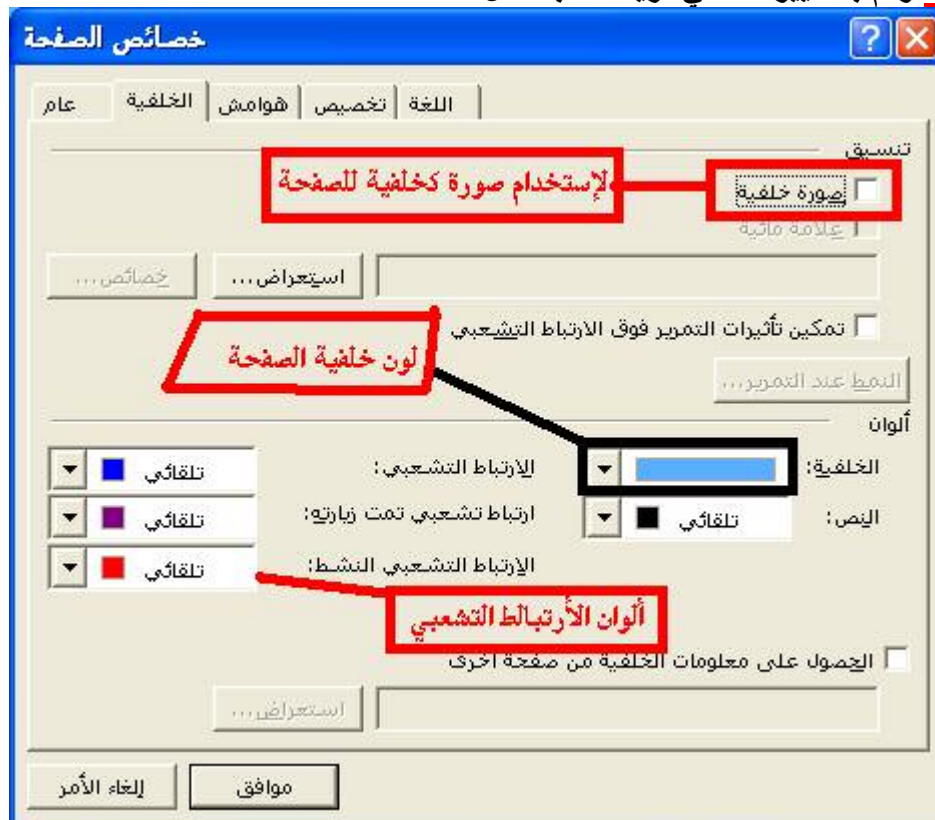 خصائص الصفحة
عام
الخلفية
هوامش
تخصيص
اللغة
تنسيق
صورة خلفية
لإستخدام صورة كخلفية للصفحة
علامة مائية
استعراض...
خصائص...
تمكين تأثيرات التمرير فوق الارتباط التشعبي
لون خلفية الصفحة
النمط عند التمرير...
ألوان
الخلفية:
الارتباط التشعبي: تلقائي
النص: تلقائي
ارتباط تشعبي تمت زيارته: تلقائي
الارتباط التشعبي النشط: تلقائي
ألوان الأرتبالط التشعبي
الحصول على معلومات الخلفية من صفحة أخرى
استعراض...
موافق
إلغاء الأمر